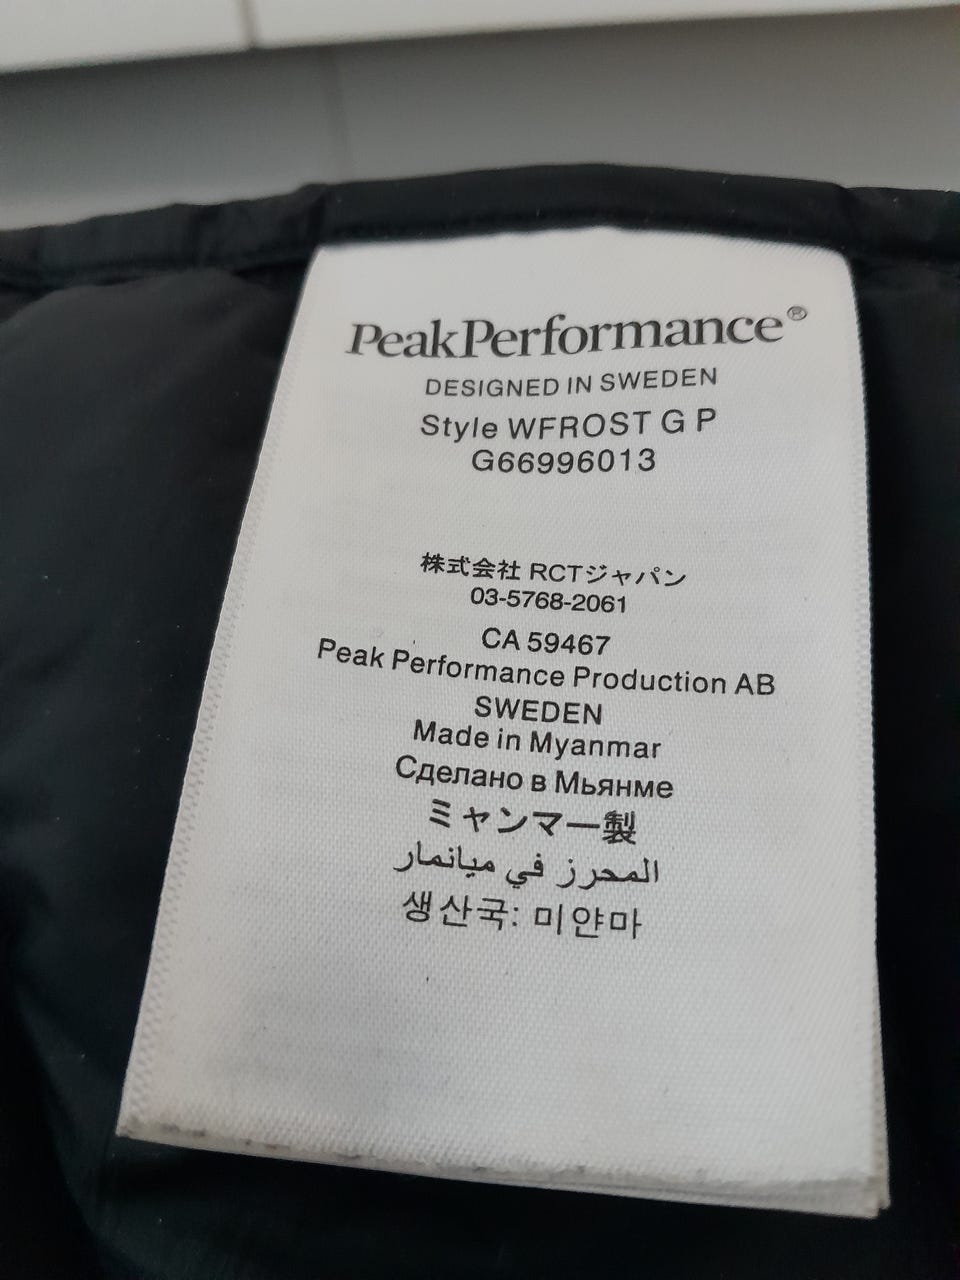 PeakPerformance®
DESIGNED IN SWEDEN
Style WFROST G P
G66996013
株式会社 RCTジャパン
03-5768-2061
CA 59467
Peak Performance Production AB
SWEDEN
Made in Myanmar
Сделано в Мьянме
ミャンマー製
المحرز في ميانمار
생산국: 미얀마